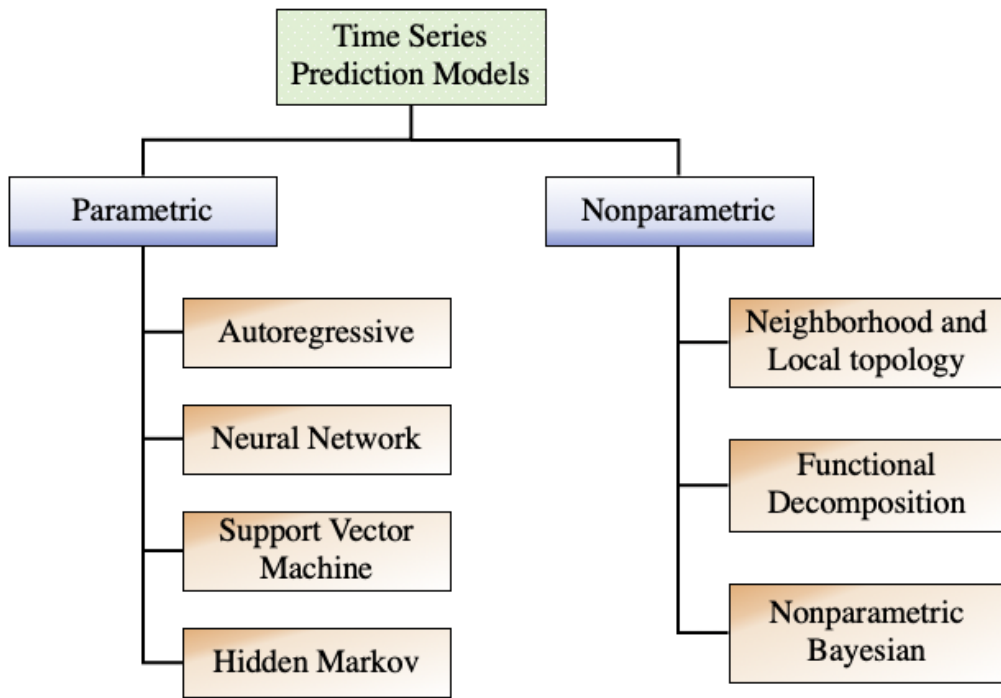 Time Series
Prediction Models
Parametric
Nonparametric
Autoregressive
Neural Network
Support Vector
Machine
Hidden Markov
Neighborhood and
Local topology
Functional
Decomposition
Nonparametric
Bayesian